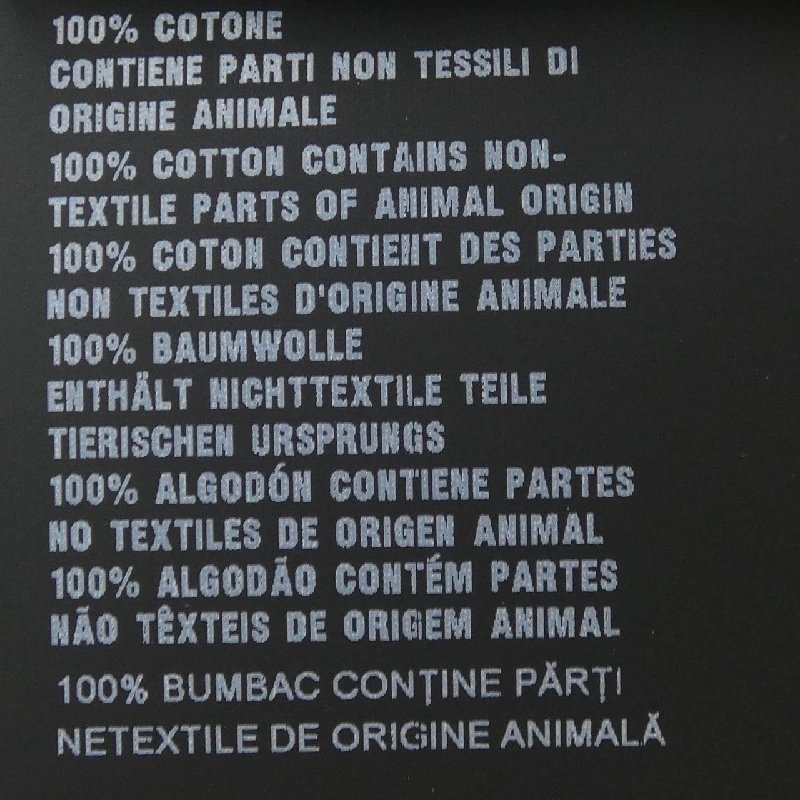 100% COTONE
CONTIENE PARTI NON TESSILI DI
ORIGINE ANIMALE
100% COTTON CONTAINS NON-
TEXTILE PARTS OF ANIMAL ORIGIN
100% COTON CONTIENT DES PARTIES
NON TEXTILES D'ORIGINE ANIMALE
100% BAUMWOLLE
ENTHÄLT NICHTTEXTILE TEILE
TIERISCHEN URSPRUNGS
100% ALGODÓN CONTIENE PARTES
NO TEXTILES DE ORIGEN ANIMAL
100% ALGODÃO CONTÉM PARTES
NÃO TÊXTEIS DE ORIGEM ANIMAL
100% BUMBAC CONȚINE PĂRȚI
NETEXTILE DE ORIGINE ANIMALĂ